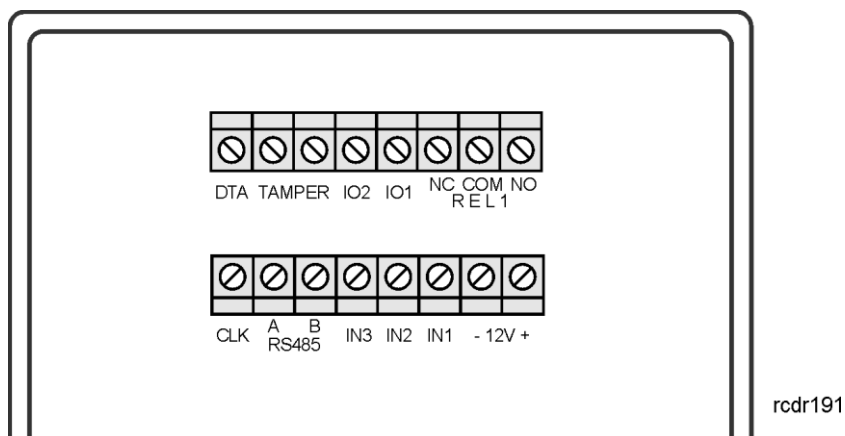 DTA TAMPER IO2 IO1 NC COM NO
REL1
CLK A B IN3 IN2 IN1 - 12V +
RS485
rcdr191